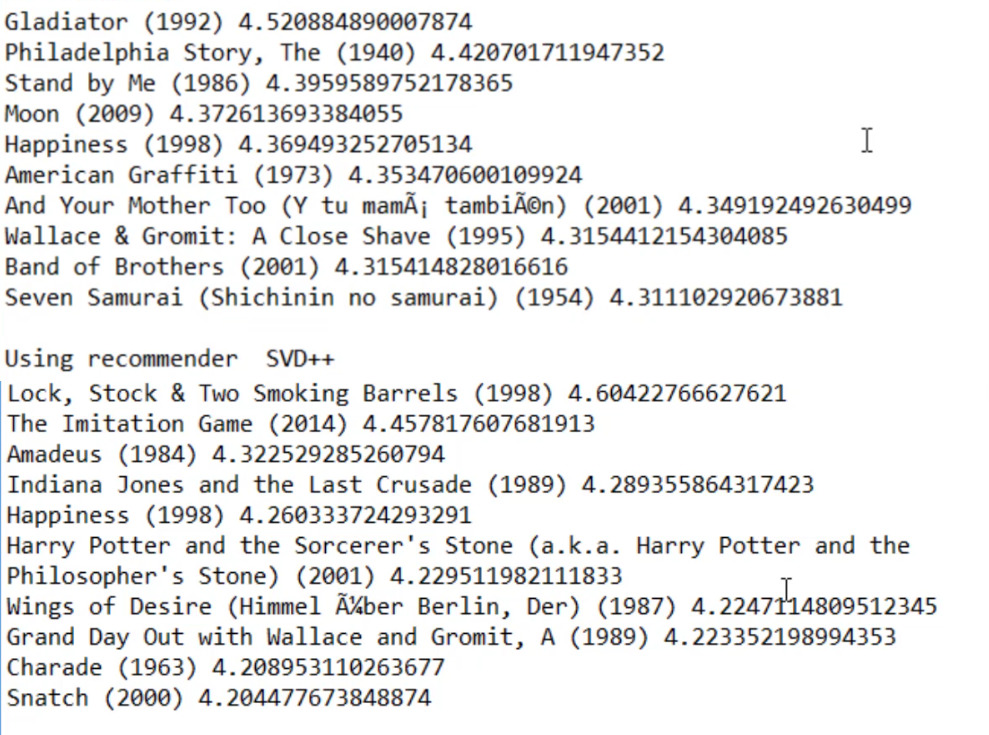 Gladiator (1992) 4.520884890007874
Philadelphia Story, The (1940) 4.420701711947352
Stand by Me (1986) 4.3959589752178365
Moon (2009) 4.372613693384055
Happiness (1998) 4.369493252705134
American Graffiti (1973) 4.353470600109924
And Your Mother Too (Y tu mamÃ¡ tambiÃ©n) (2001) 4.349192492630499
Wallace & Gromit: A Close Shave (1995) 4.3154412154304085
Band of Brothers (2001) 4.315414828016616
Seven Samurai (Shichinin no samurai) (1954) 4.311102920673881
Using recommender  SVD++
Lock, Stock & Two Smoking Barrels (1998) 4.60422766627621
The Imitation Game (2014) 4.457817607681913
Amadeus (1984) 4.322529285260794
Indiana Jones and the Last Crusade (1989) 4.289355864317423
Happiness (1998) 4.260333724293291
Harry Potter and the Sorcerer's Stone (a.k.a. Harry Potter and the
Philosopher's Stone) (2001) 4.229511982111833
Wings of Desire (Himmel Ã¼ber Berlin, Der) (1987) 4.2247114809512345
Grand Day Out with Wallace and Gromit, A (1989) 4.223352198994353
Charade (1963) 4.208953110263677
Snatch (2000) 4.204477673848874